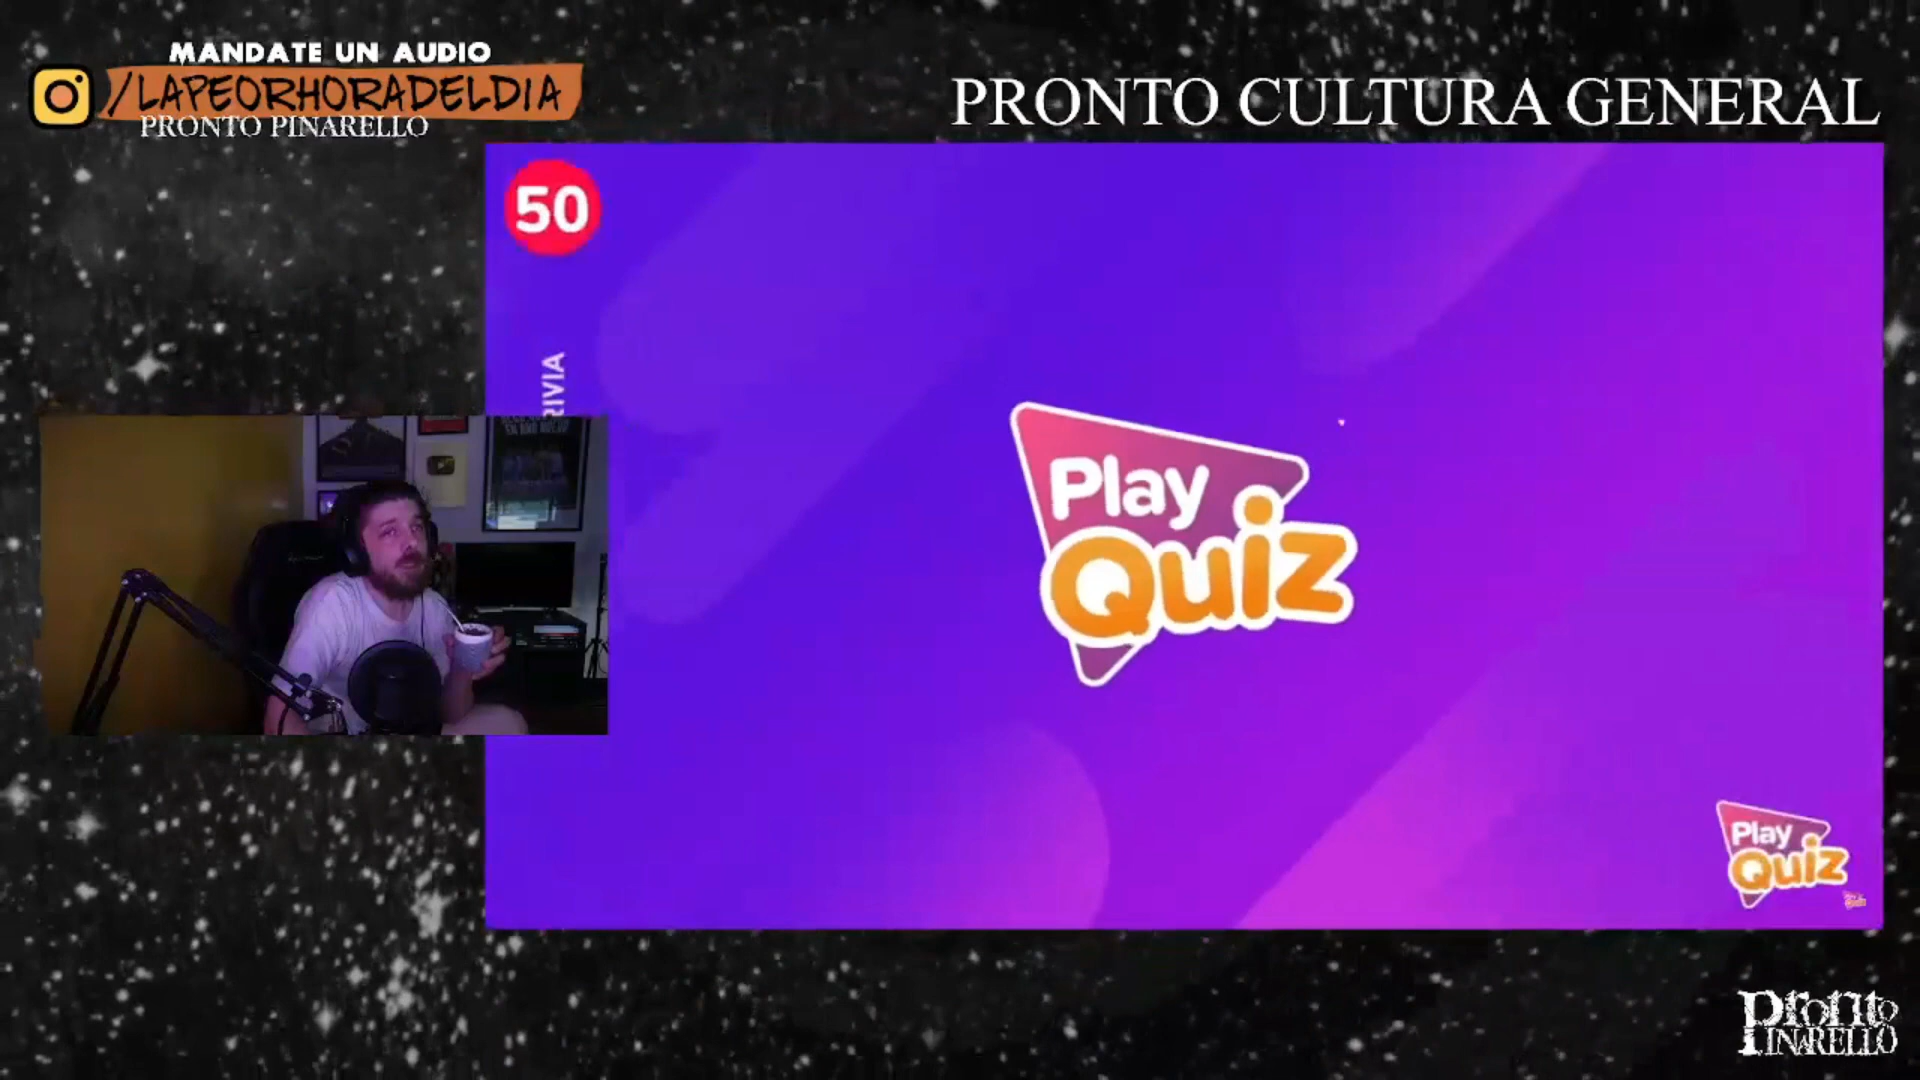 MANDATE UN AUDIO
/LAPEORHORADELDIA
PRONTO PINARELLO
PRONTO CULTURA GENERAL
50
RIVIA
Play
Quiz
Play
Quiz
Pronto
PINARELLO